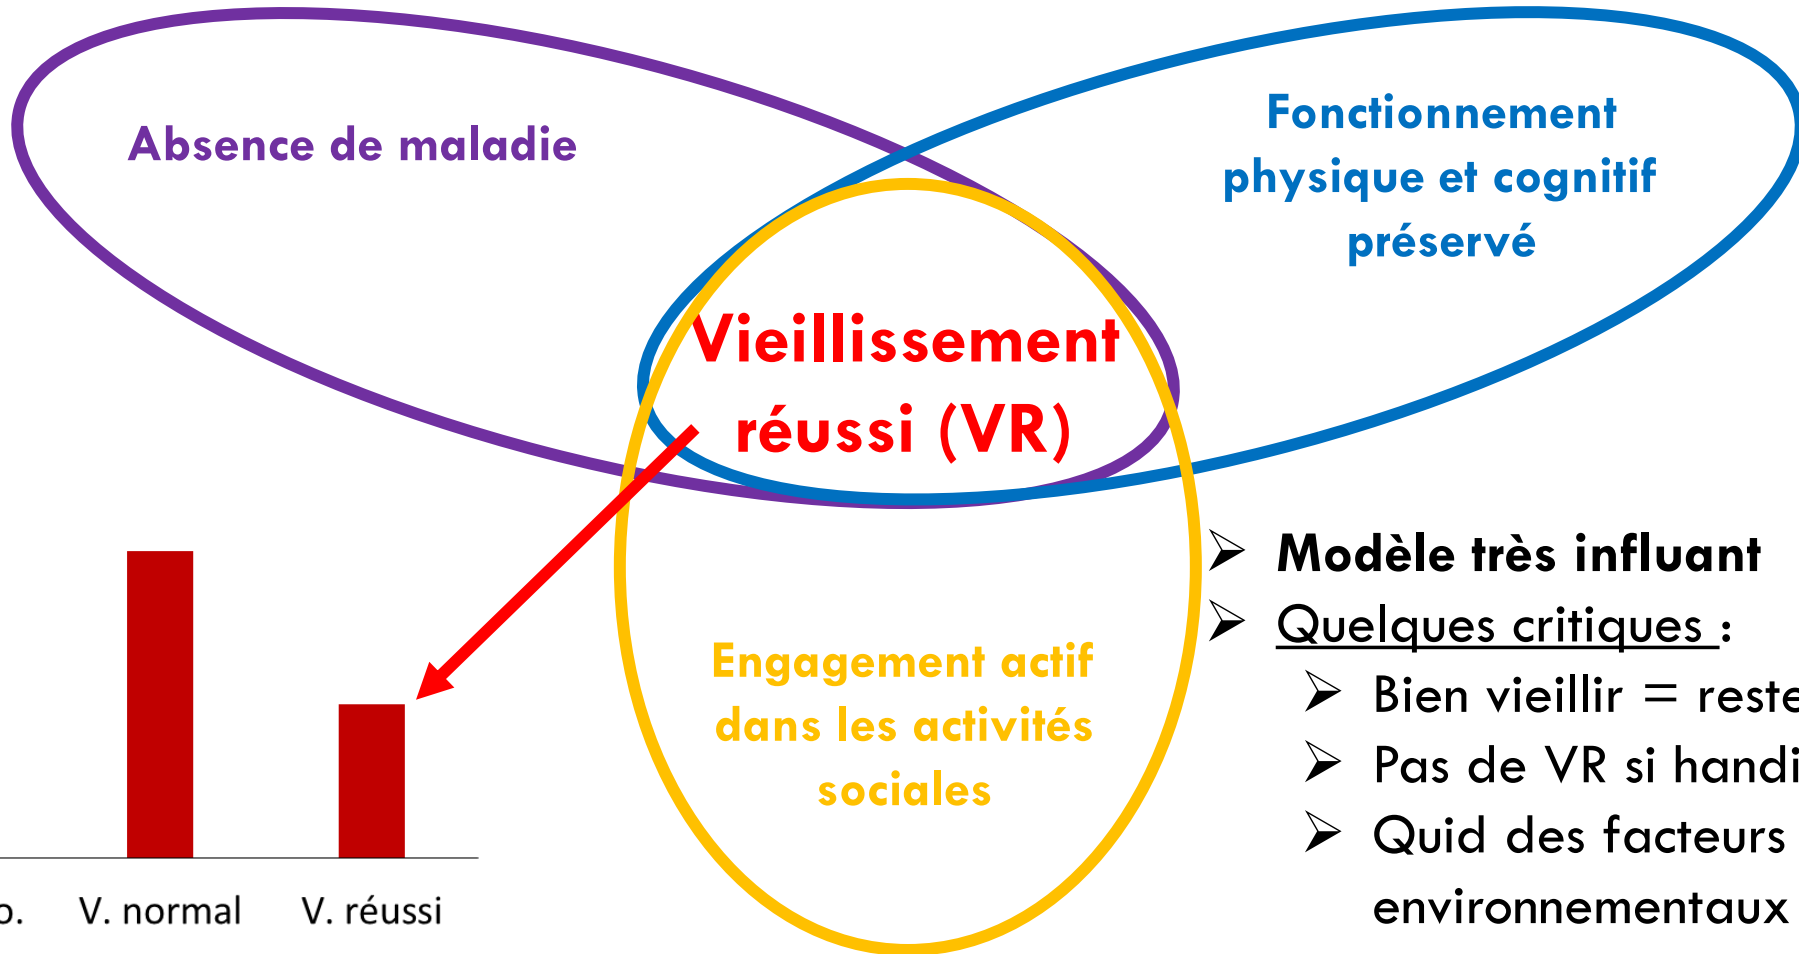 Absence de maladie
Fonctionnement
physique et cognitif
préservé
Vieillissement
réussi (VR)
Engagement actif
dans les activités
sociales
➢ Modèle très influant
➢ Quelques critiques :
➢ Bien vieillir = reste
➢ Pas de VR si handi
➢ Quid des facteurs
environnementaux
o. V. normal V. réussi